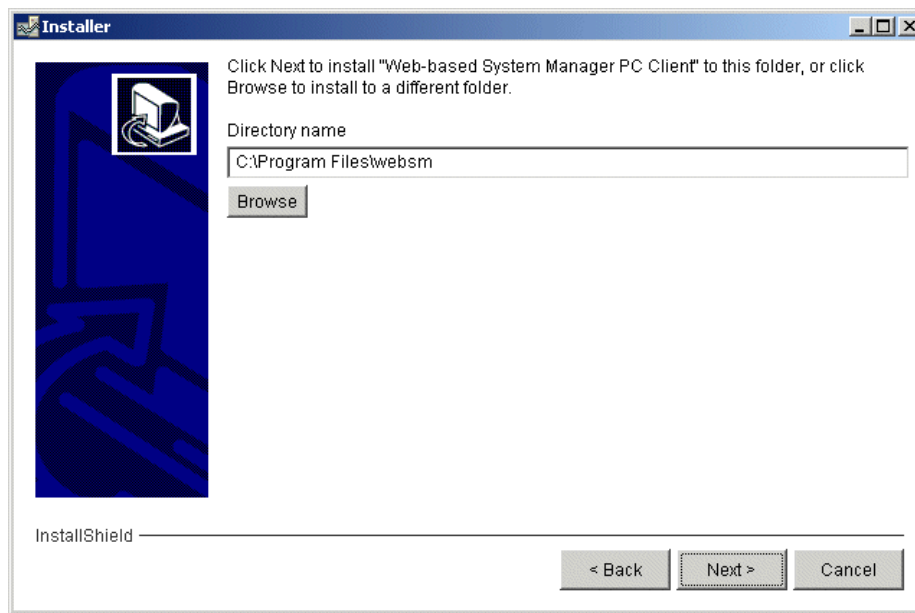 Installer
Click Next to install "Web-based System Manager PC Client" to this folder, or click
Browse to install to a different folder.
Directory name
C:\Program Files\websm
Browse
InstallShield
< Back
Next >
Cancel